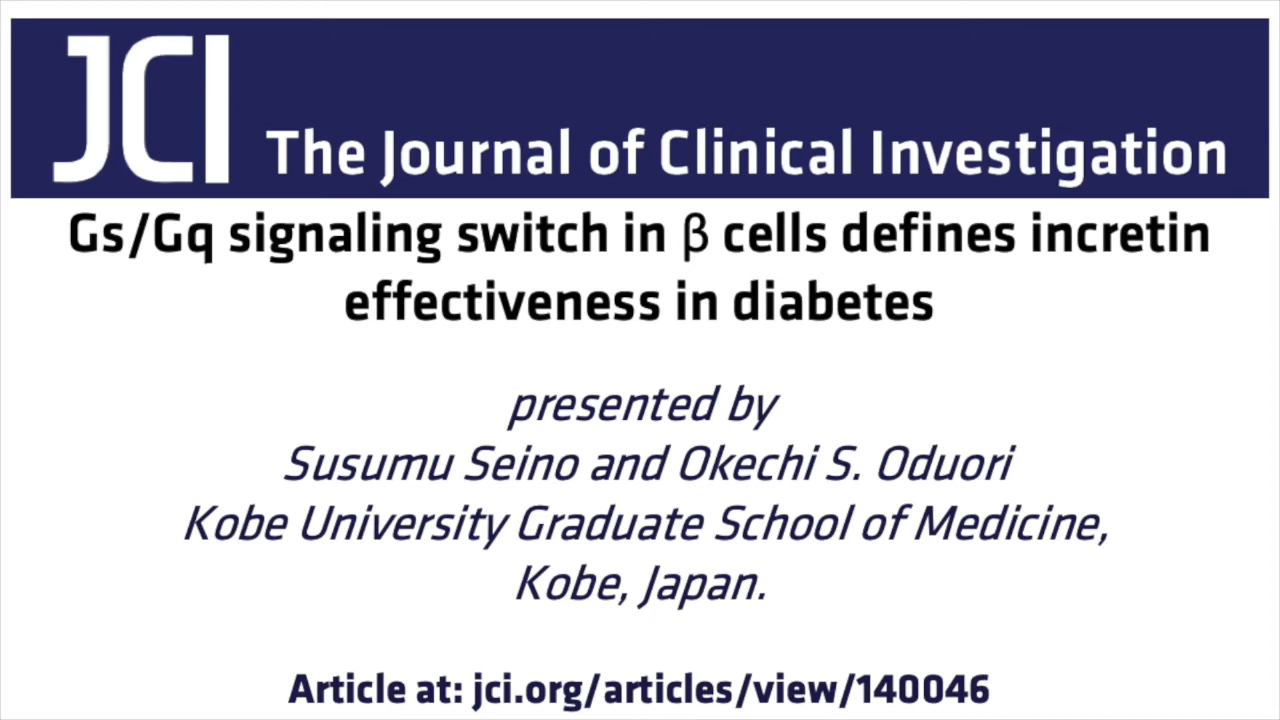 JCI The Journal of Clinical Investigation
Gs/Gq signaling switch in β cells defines incretin
effectiveness in diabetes
presented by
Susumu Seino and Okechi S. Oduori
Kobe University Graduate School of Medicine,
Kobe, Japan.
Article at: jci.org/articles/view/140046